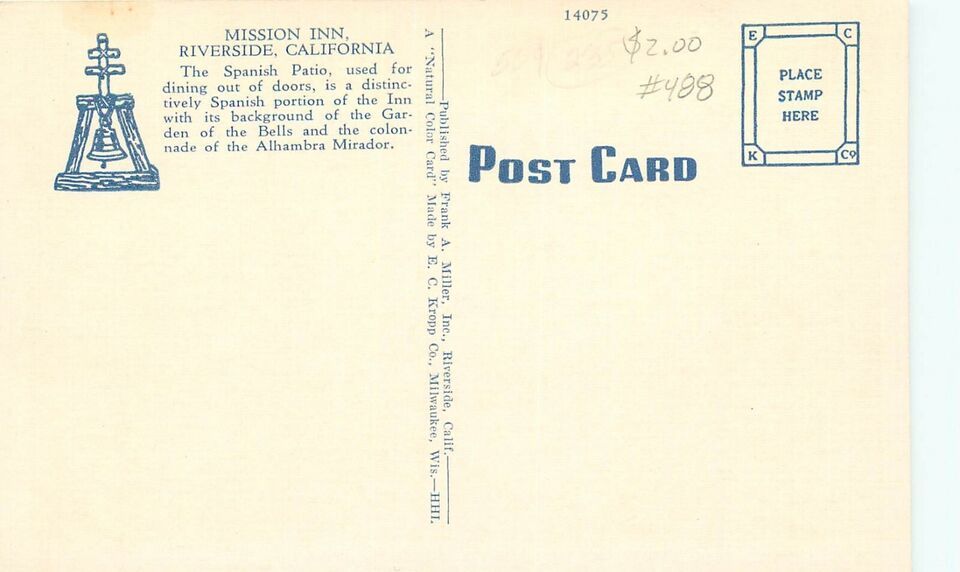 MISSION INN,
RIVERSIDE, CALIFORNIA
The Spanish Patio, used for
dining out of doors, is a distinc-
tively Spanish portion of the Inn
with its background of the Gar-
den of the Bells and the colon-
nade of the Alhambra Mirador.
Published by Frank A. Miller, Inc., Riverside, Calif.
A "Natural Color Card" Made by E. C. Kropp Co., Milwaukee, Wis.—HHL
14075
$2.00
#488
POST CARD
E C
PLACE
STAMP
HERE
K Co